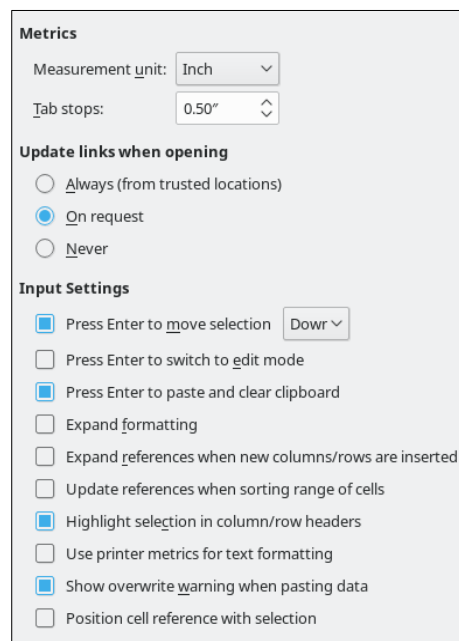 Metrics
Measurement unit: Inch
Tab stops: 0.50″
Update links when opening
Always (from trusted locations)
On request
Never
Input Settings
Press Enter to move selection Dowr
Press Enter to switch to edit mode
Press Enter to paste and clear clipboard
Expand formatting
Expand references when new columns/rows are inserted
Update references when sorting range of cells
Highlight selection in column/row headers
Use printer metrics for text formatting
Show overwrite warning when pasting data
Position cell reference with selection